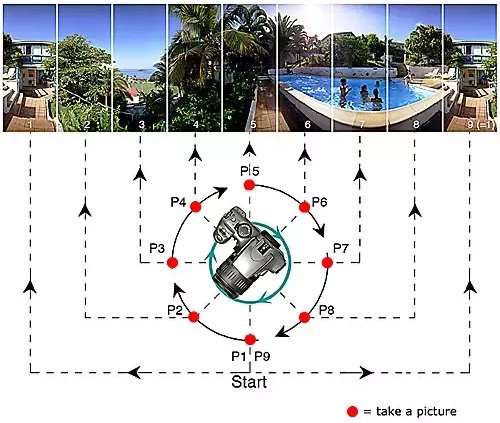 1 2 3 4 5 6 7 8 9 (=1)
P5
P4 P6
P3 P7
P2 P8
P1 P9
Start
= take a picture